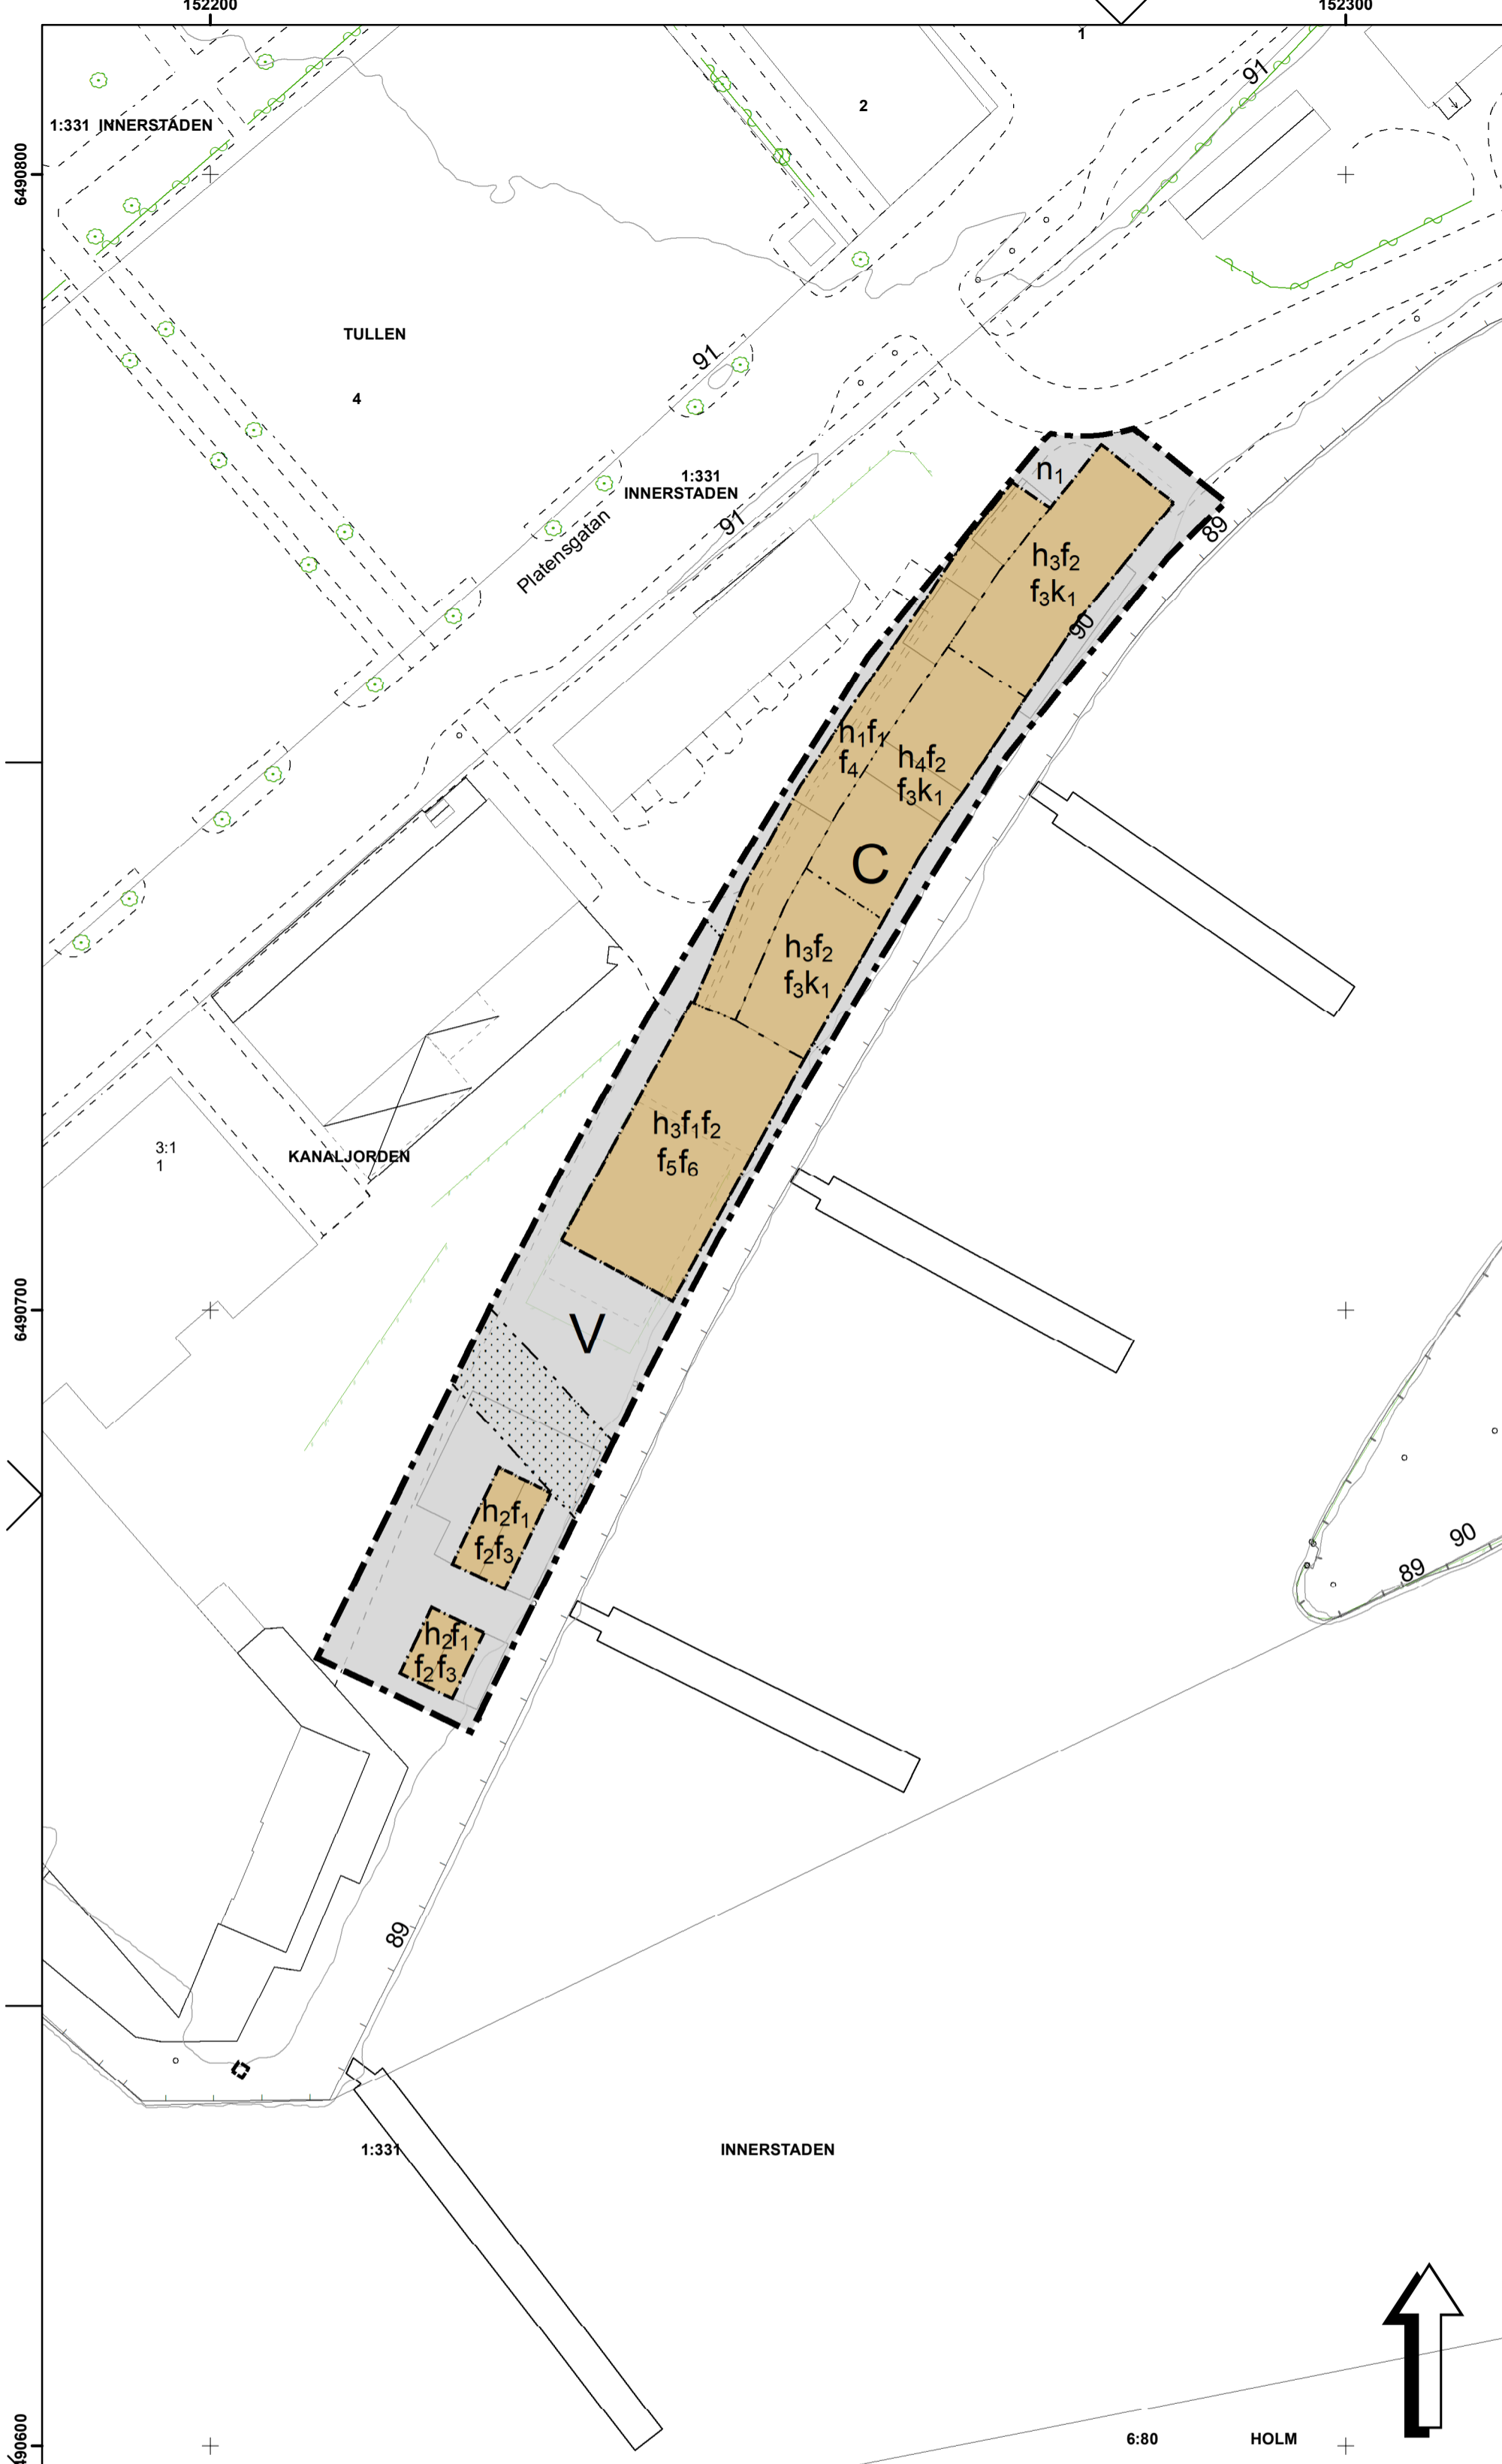 152200
152300
1
91
2
1:331 INNERSTADEN
6490800
TULLEN
91
4
n₁
1:331
INNERSTADEN
91
89
Platensgatan
h₃f₂
f₃k₁
90
h₁f₁
f₄
h₄f₂
f₃k₁
C
h₃f₂
f₃k₁
h₃f₁f₂
f₅f₆
3:1
1
KANALJORDEN
6490700
V
h₂f₁
f₂f₃
90
89
h₂f₁
f₂f₃
89
1:331
INNERSTADEN
6:80
HOLM
90600